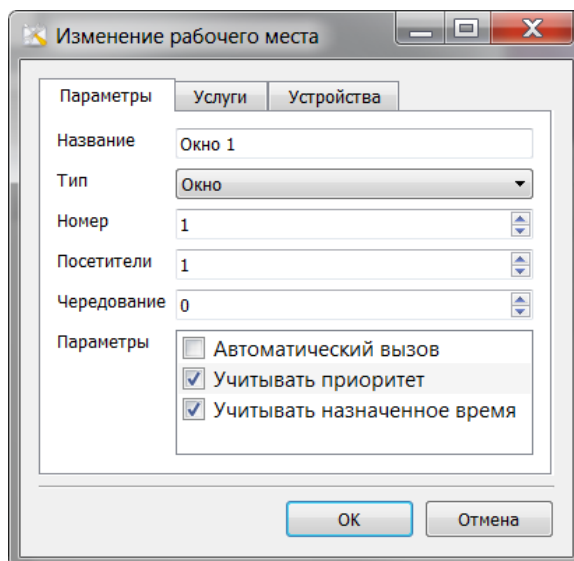 Изменение рабочего места
Параметры Услуги Устройства
Название Окно 1
Тип Окно
Номер 1
Посетители 1
Чередование 0
Параметры Автоматический вызов
Учитывать приоритет
Учитывать назначенное время
OK Отмена